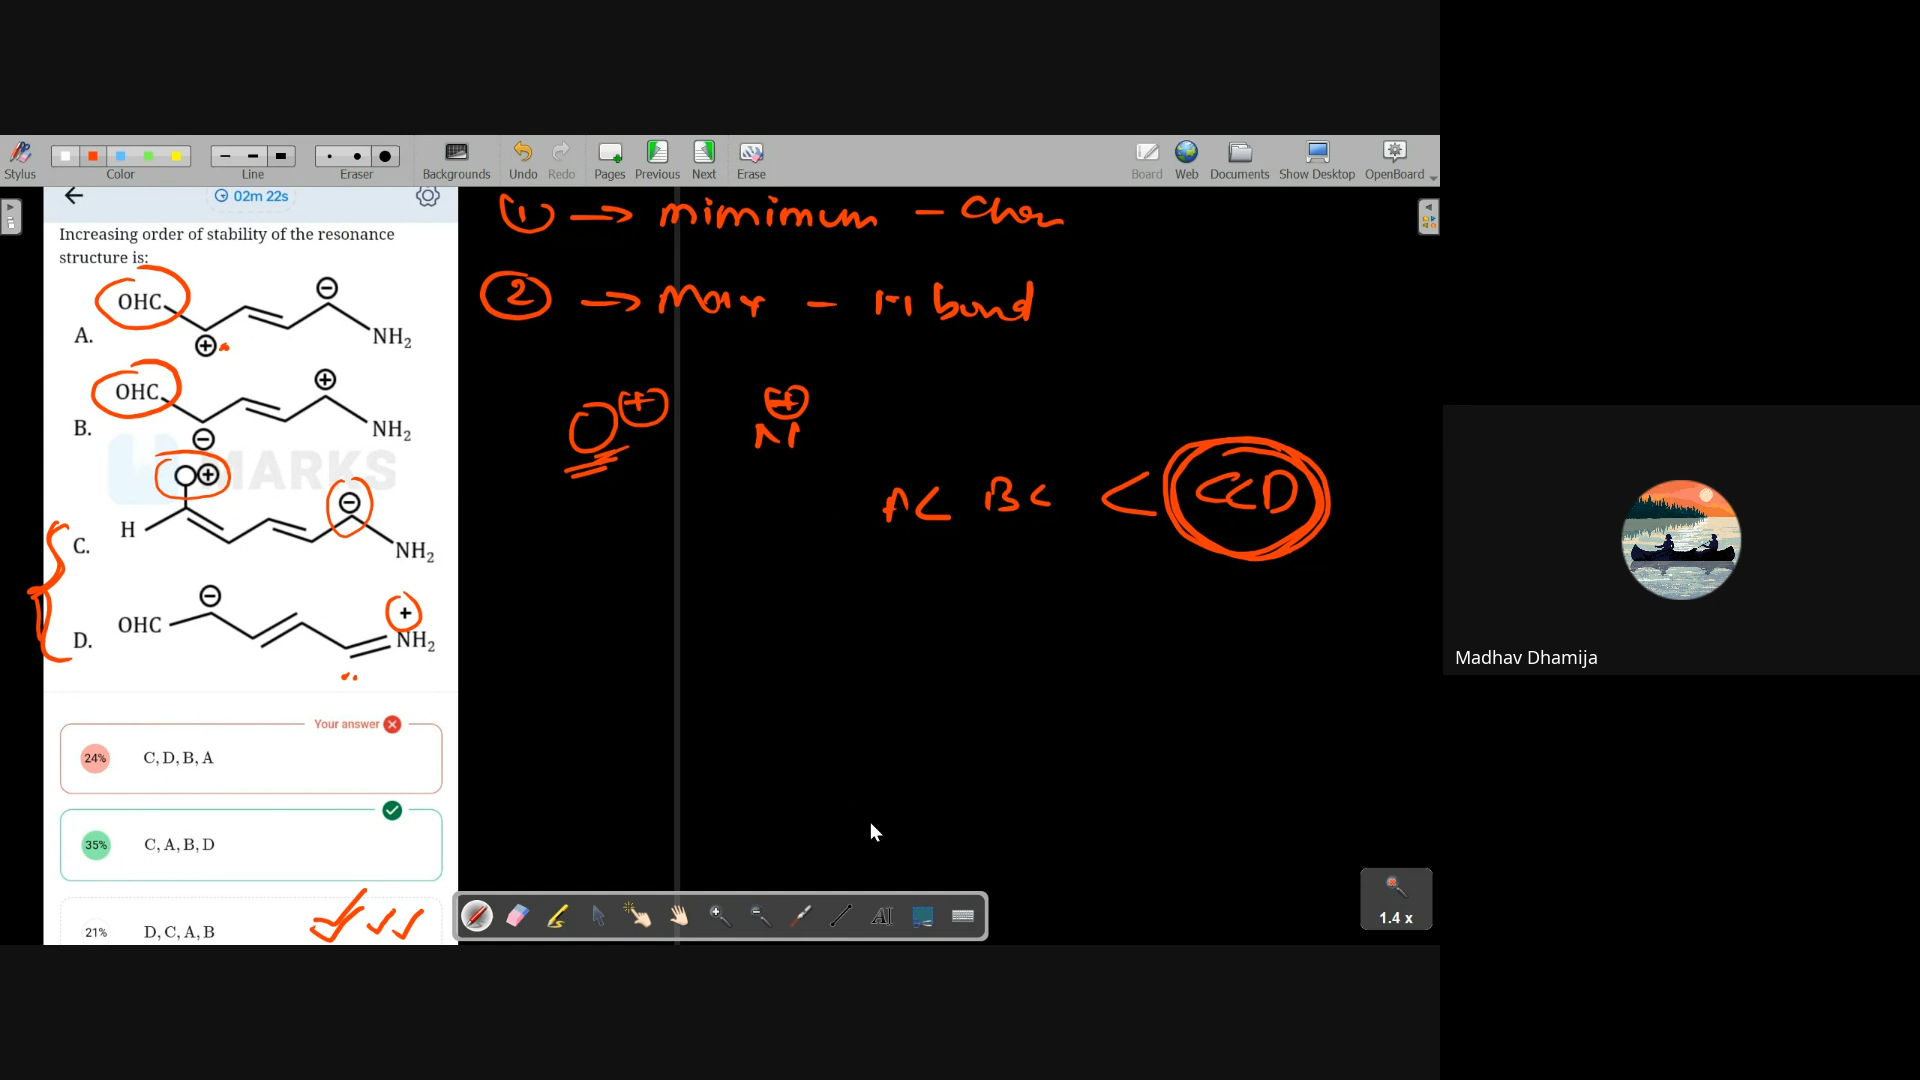 Stylus
Color
Line
Eraser
Backgrounds
Undo
Redo
Pages
Previous
Next
Erase
Board
Web
Documents
Show Desktop
OpenBoard
02m 22s
Increasing order of stability of the resonance
structure is:
OHC
⊖
A.
⊕
NH₂
OHC
⊕
B.
⊖
NH₂
MARKS
O⊕
⊖
H
C.
NH₂
⊖
+
OHC
D.
NH₂
Your answer
24% C, D, B, A
35% C, A, B, D
21% D, C, A, B
① → mimimum -
② → Max - bond
O⊕
⊕
N
A< B< < C<D
1.4 x
Madhav Dhamija